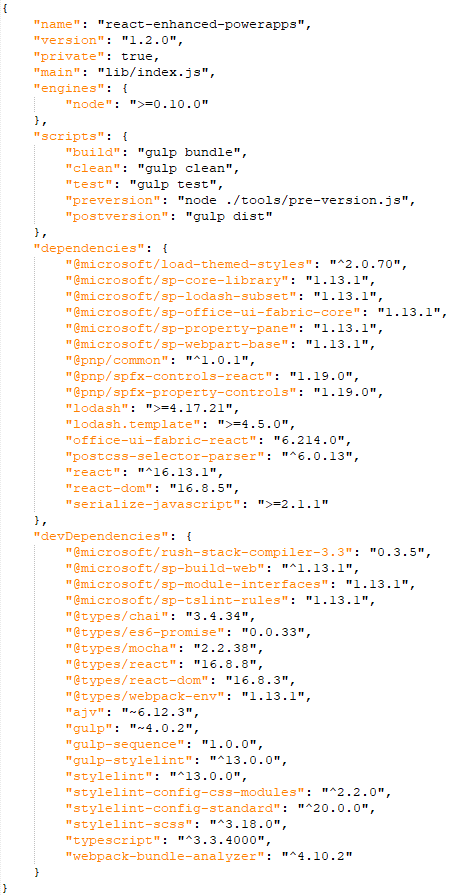 {
"name": "react-enhanced-powerapps",
"version": "1.2.0",
"private": true,
"main": "lib/index.js",
"engines": {
"node": ">=0.10.0"
},
"scripts": {
"build": "gulp bundle",
"clean": "gulp clean",
"test": "gulp test",
"preversion": "node ./tools/pre-version.js",
"postversion": "gulp dist"
},
"dependencies": {
"@microsoft/load-themed-styles": "^2.0.70",
"@microsoft/sp-core-library": "1.13.1",
"@microsoft/sp-lodash-subset": "1.13.1",
"@microsoft/sp-office-ui-fabric-core": "1.13.1",
"@microsoft/sp-property-pane": "1.13.1",
"@microsoft/sp-webpart-base": "1.13.1",
"@pnp/common": "^1.0.1",
"@pnp/spfx-controls-react": "1.19.0",
"@pnp/spfx-property-controls": "1.19.0",
"lodash": ">=4.17.21",
"lodash.template": ">=4.5.0",
"office-ui-fabric-react": "6.214.0",
"postcss-selector-parser": "^6.0.13",
"react": "^16.13.1",
"react-dom": "16.8.5",
"serialize-javascript": ">=2.1.1"
},
"devDependencies": {
"@microsoft/rush-stack-compiler-3.3": "0.3.5",
"@microsoft/sp-build-web": "^1.13.1",
"@microsoft/sp-module-interfaces": "1.13.1",
"@microsoft/sp-tslint-rules": "1.13.1",
"@types/chai": "3.4.34",
"@types/es6-promise": "0.0.33",
"@types/mocha": "2.2.38",
"@types/react": "16.8.8",
"@types/react-dom": "16.8.3",
"@types/webpack-env": "1.13.1",
"ajv": "~6.12.3",
"gulp": "~4.0.2",
"gulp-sequence": "1.0.0",
"gulp-stylelint": "^13.0.0",
"stylelint": "^13.0.0",
"stylelint-config-css-modules": "^2.2.0",
"stylelint-config-standard": "^20.0.0",
"stylelint-scss": "^3.18.0",
"typescript": "^3.3.4000",
"webpack-bundle-analyzer": "^4.10.2"
}
}